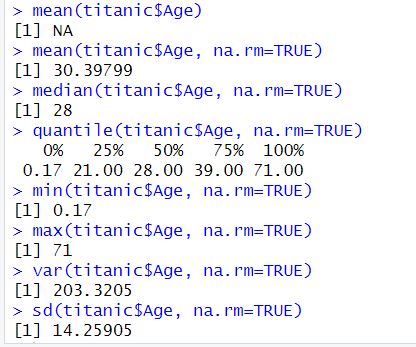 > mean(titanic$Age)
[1] NA
> mean(titanic$Age, na.rm=TRUE)
[1] 30.39799
> median(titanic$Age, na.rm=TRUE)
[1] 28
> quantile(titanic$Age, na.rm=TRUE)
   0%   25%   50%   75%  100%
 0.17 21.00 28.00 39.00 71.00
> min(titanic$Age, na.rm=TRUE)
[1] 0.17
> max(titanic$Age, na.rm=TRUE)
[1] 71
> var(titanic$Age, na.rm=TRUE)
[1] 203.3205
> sd(titanic$Age, na.rm=TRUE)
[1] 14.25905